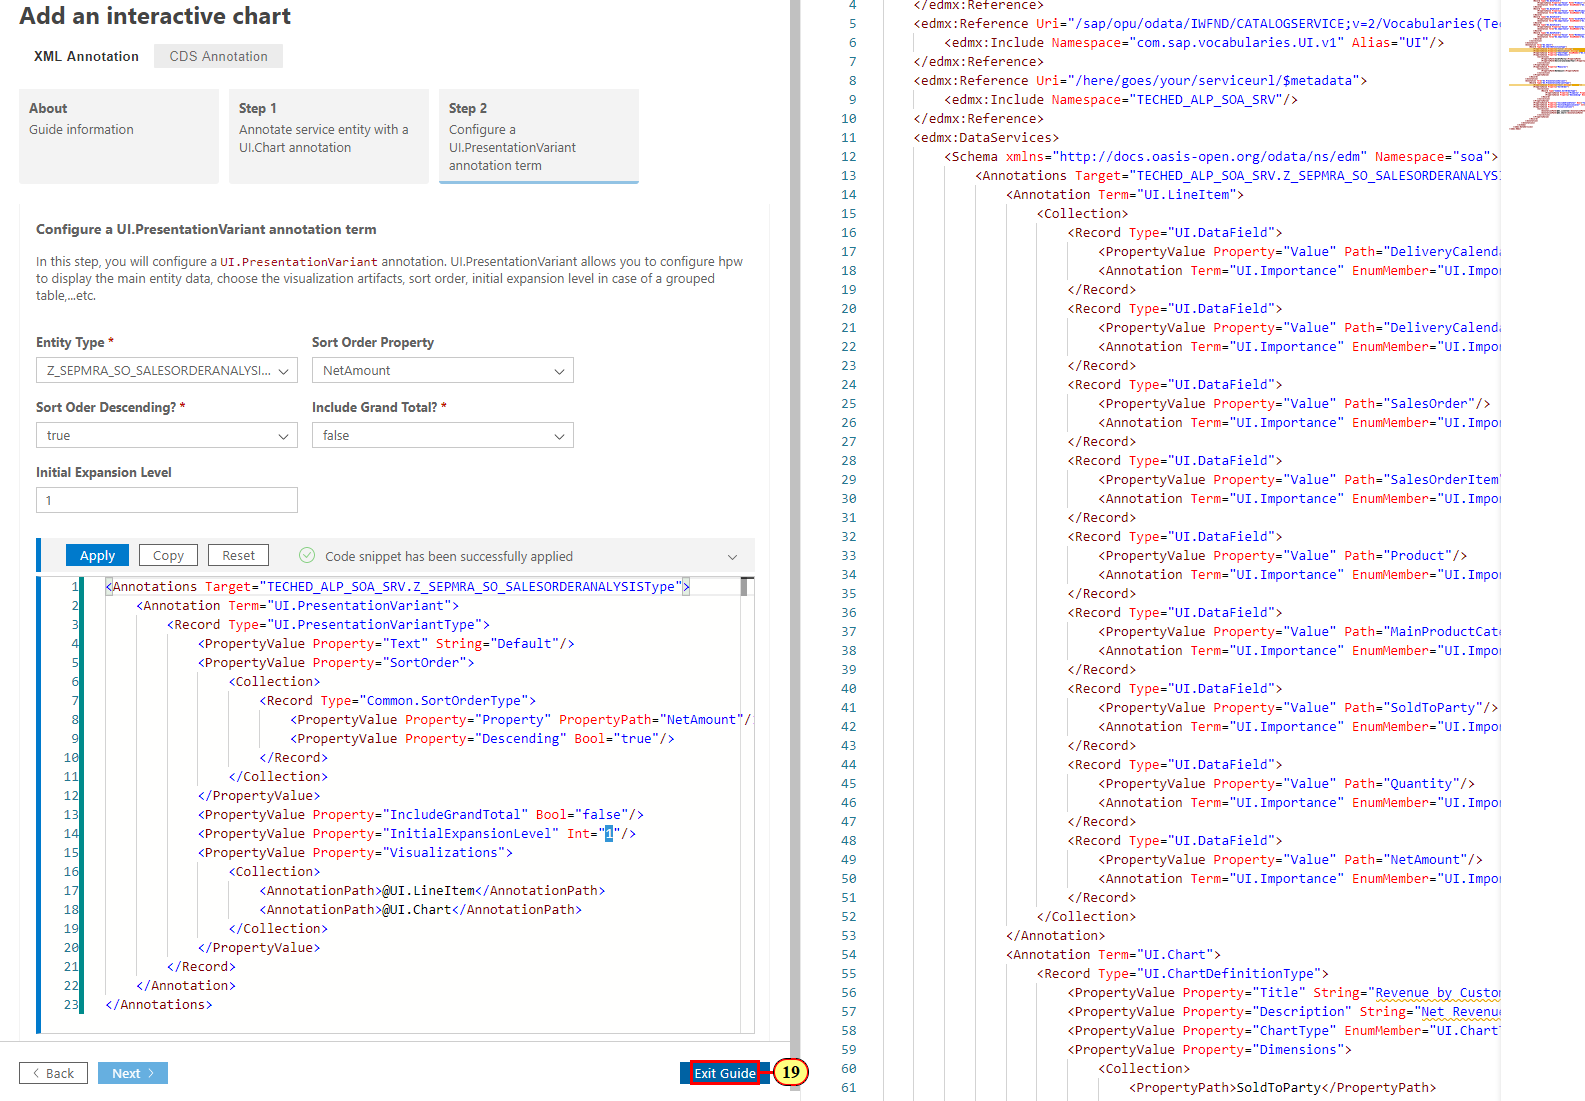 Add an interactive chart
XML Annotation
CDS Annotation
About
Guide information
Step 1
Annotate service entity with a
UI.Chart annotation
Step 2
Configure a
UI.PresentationVariant
annotation term
Configure a UI.PresentationVariant annotation term
In this step, you will configure a UI.PresentationVariant annotation. UI.PresentationVariant allows you to configure hpw
to display the main entity data, choose the visualization artifacts, sort order, initial expansion level in case of a grouped
table,...etc.
Entity Type *
Sort Order Property
Z_SEPMRA_SO_SALESORDERANALYSI...
NetAmount
Sort Oder Descending? *
Include Grand Total? *
true
false
Initial Expansion Level
1
Apply
Copy
Reset
Code snippet has been successfully applied
1 <Annotations Target="TECHED_ALP_SOA_SRV.Z_SEPMRA_SO_SALESORDERANALYSISType">
2 <Annotation Term="UI.PresentationVariant">
3 <Record Type="UI.PresentationVariantType">
4 <PropertyValue Property="Text" String="Default"/>
5 <PropertyValue Property="SortOrder">
6 <Collection>
7 <Record Type="Common.SortOrderType">
8 <PropertyValue Property="Property" PropertyPath="NetAmount"/
9 <PropertyValue Property="Descending" Bool="true"/>
10 </Record>
11 </Collection>
12 </PropertyValue>
13 <PropertyValue Property="IncludeGrandTotal" Bool="false"/>
14 <PropertyValue Property="InitialExpansionLevel" Int="1"/>
15 <PropertyValue Property="Visualizations">
16 <Collection>
17 <AnnotationPath>@UI.LineItem</AnnotationPath>
18 <AnnotationPath>@UI.Chart</AnnotationPath>
19 </Collection>
20 </PropertyValue>
21 </Record>
22 </Annotation>
23 </Annotations>
Back
Next
Exit Guide
19
4 </edmx:Reference>
5 <edmx:Reference Uri="/sap/opu/odata/IWFND/CATALOGSERVICE;v=2/Vocabularies(Tec
6 <edmx:Include Namespace="com.sap.vocabularies.UI.v1" Alias="UI"/>
7 </edmx:Reference>
8 <edmx:Reference Uri="/here/goes/your/serviceurl/$metadata">
9 <edmx:Include Namespace="TECHED_ALP_SOA_SRV"/>
10 </edmx:Reference>
11 <edmx:DataServices>
12 <Schema xmlns="http://docs.oasis-open.org/odata/ns/edm" Namespace="soa">
13 <Annotations Target="TECHED_ALP_SOA_SRV.Z_SEPMRA_SO_SALESORDERANALYSI
14 <Annotation Term="UI.LineItem">
15 <Collection>
16 <Record Type="UI.DataField">
17 <PropertyValue Property="Value" Path="DeliveryCalenda
18 <Annotation Term="UI.Importance" EnumMember="UI.Impor
19 </Record>
20 <Record Type="UI.DataField">
21 <PropertyValue Property="Value" Path="DeliveryCalenda
22 <Annotation Term="UI.Importance" EnumMember="UI.Impor
23 </Record>
24 <Record Type="UI.DataField">
25 <PropertyValue Property="Value" Path="SalesOrder"/>
26 <Annotation Term="UI.Importance" EnumMember="UI.Impor
27 </Record>
28 <Record Type="UI.DataField">
29 <PropertyValue Property="Value" Path="SalesOrderItem"
30 <Annotation Term="UI.Importance" EnumMember="UI.Impor
31 </Record>
32 <Record Type="UI.DataField">
33 <PropertyValue Property="Value" Path="Product"/>
34 <Annotation Term="UI.Importance" EnumMember="UI.Impor
35 </Record>
36 <Record Type="UI.DataField">
37 <PropertyValue Property="Value" Path="MainProductCate
38 <Annotation Term="UI.Importance" EnumMember="UI.Impor
39 </Record>
40 <Record Type="UI.DataField">
41 <PropertyValue Property="Value" Path="SoldToParty"/>
42 <Annotation Term="UI.Importance" EnumMember="UI.Impor
43 </Record>
44 <Record Type="UI.DataField">
45 <PropertyValue Property="Value" Path="Quantity"/>
46 <Annotation Term="UI.Importance" EnumMember="UI.Impor
47 </Record>
48 <Record Type="UI.DataField">
49 <PropertyValue Property="Value" Path="NetAmount"/>
50 <Annotation Term="UI.Importance" EnumMember="UI.Impor
51 </Record>
52 </Collection>
53 </Annotation>
54 <Annotation Term="UI.Chart">
55 <Record Type="UI.ChartDefinitionType">
56 <PropertyValue Property="Title" String="Revenue by Custom
57 <PropertyValue Property="Description" String="Net Revenue
58 <PropertyValue Property="ChartType" EnumMember="UI.ChartT
59 <PropertyValue Property="Dimensions">
60 <Collection>
61 <PropertyPath>SoldToParty</PropertyPath>